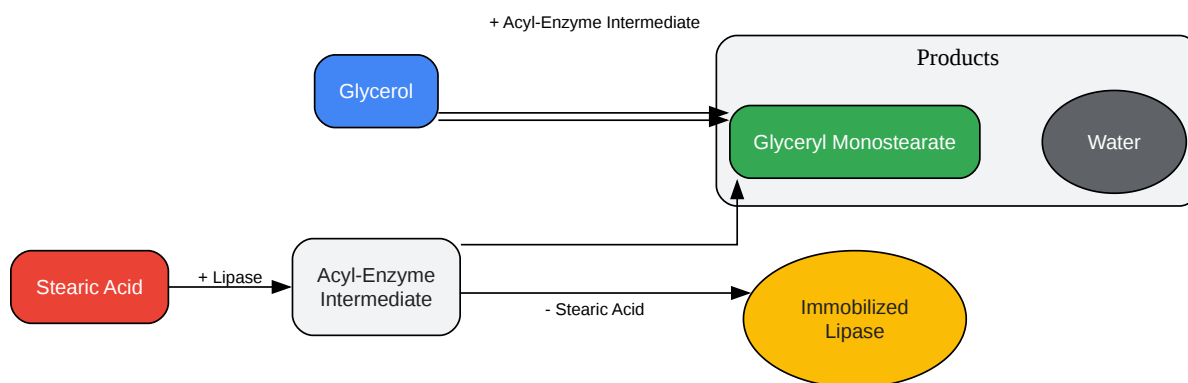 + Acyl-Enzyme Intermediate
Products
Glycerol
Glyceryl Monostearate
Water
Stearic Acid
+ Lipase
Acyl-Enzyme
Intermediate
- Stearic Acid
Immobilized
Lipase